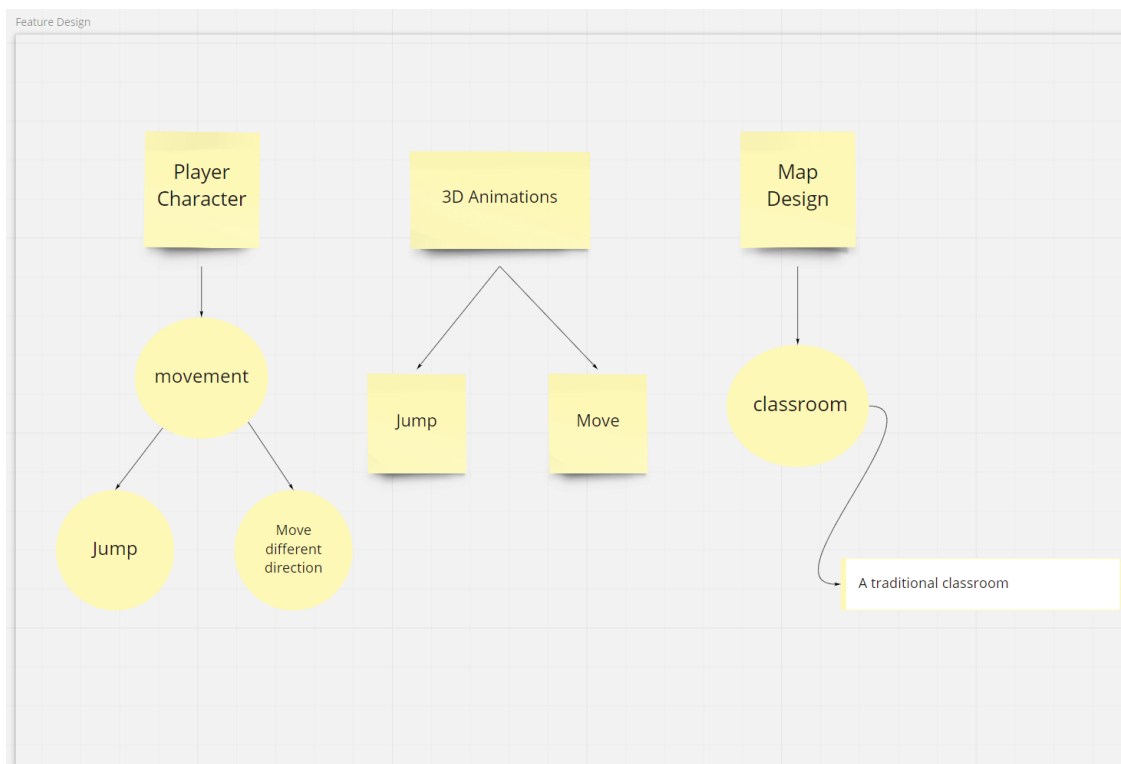 Feature Design
Player
Character
3D Animations
Map
Design
movement
Jump
Move
classroom
Jump
Move
different
direction
A traditional classroom